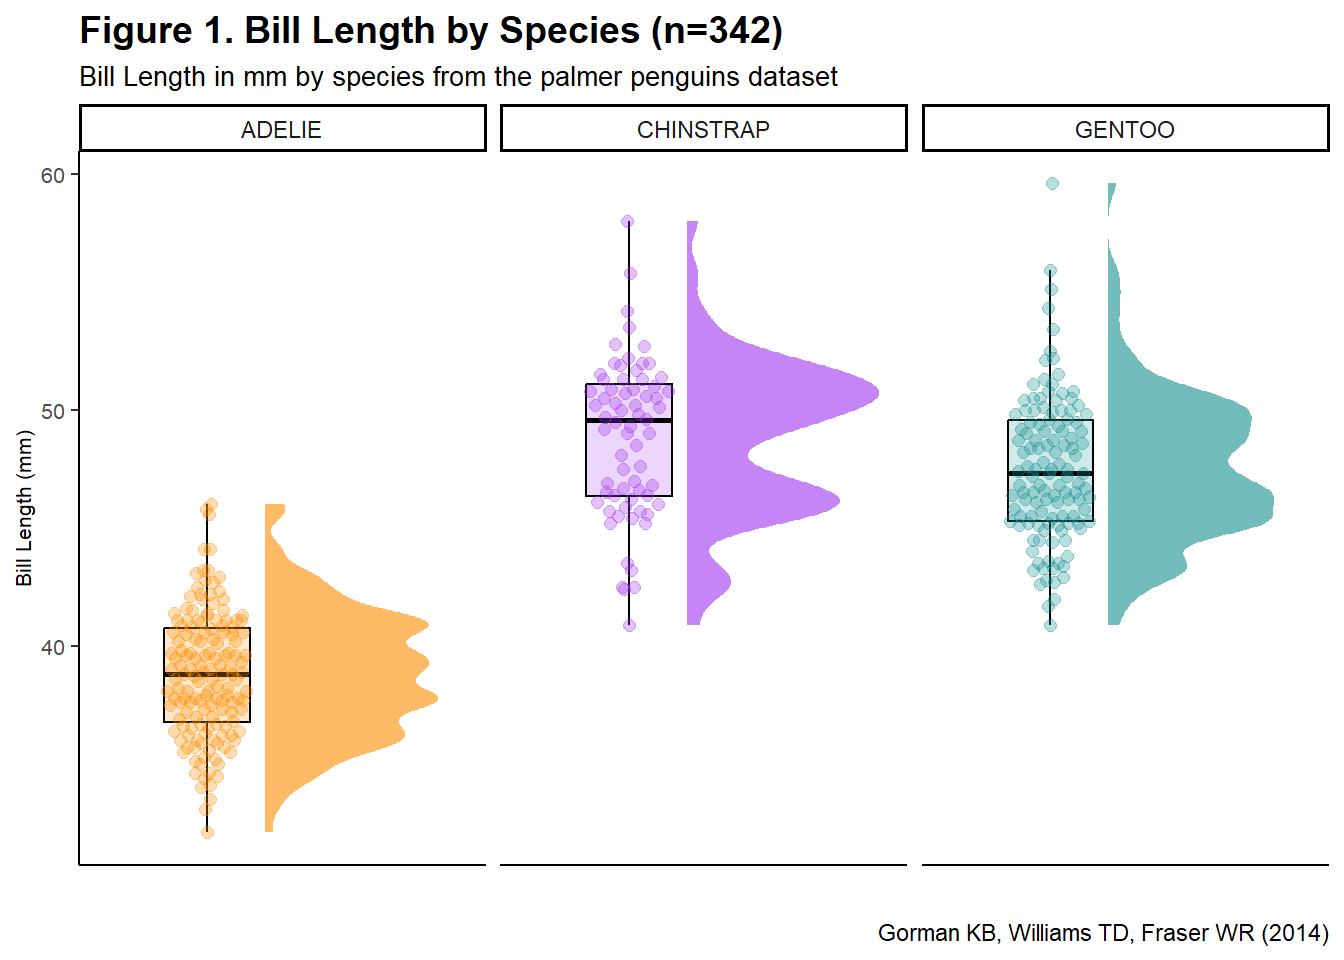 Figure 1. Bill Length by Species (n=342)
Bill Length in mm by species from the palmer penguins dataset
ADELIE
CHINSTRAP
GENTOO
60
50
40
Bill Length (mm)
Gorman KB, Williams TD, Fraser WR (2014)